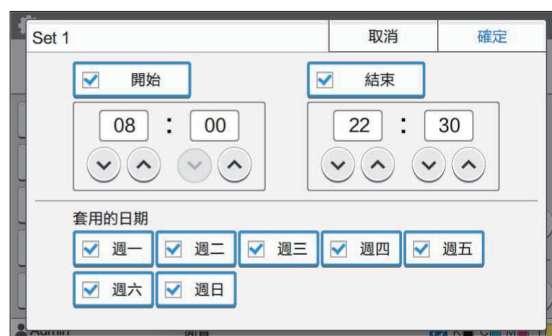 Set 1 取消 確定
開始 結束
08 : 00 22 : 30
套用的日期
週一 週二 週三 週四 週五
週六 週日